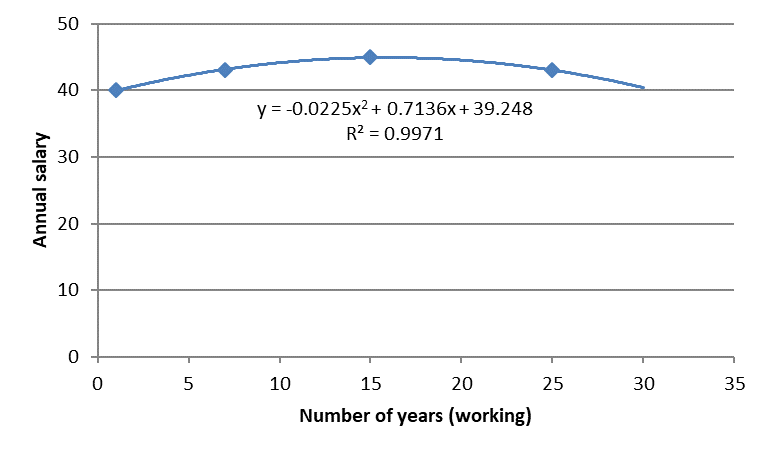 50
40
30
20
10
0
y = -0.0225x² + 0.7136x + 39.248
R² = 0.9971
Annual salary
0 5 10 15 20 25 30 35
Number of years (working)